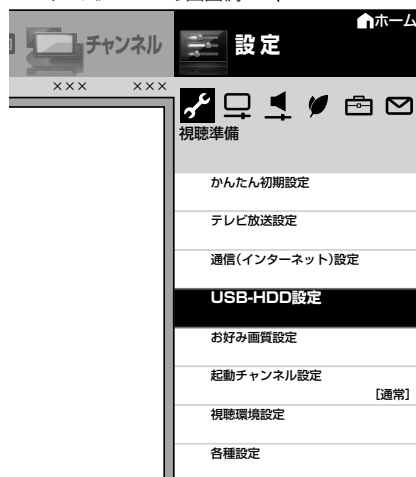 ホーム
チャンネル
設定
××× ×××
視聴準備
かんたん初期設定
テレビ放送設定
通信(インターネット)設定
USB-HDD設定
お好み画質設定
起動チャンネル設定
[通常]
視聴環境設定
各種設定